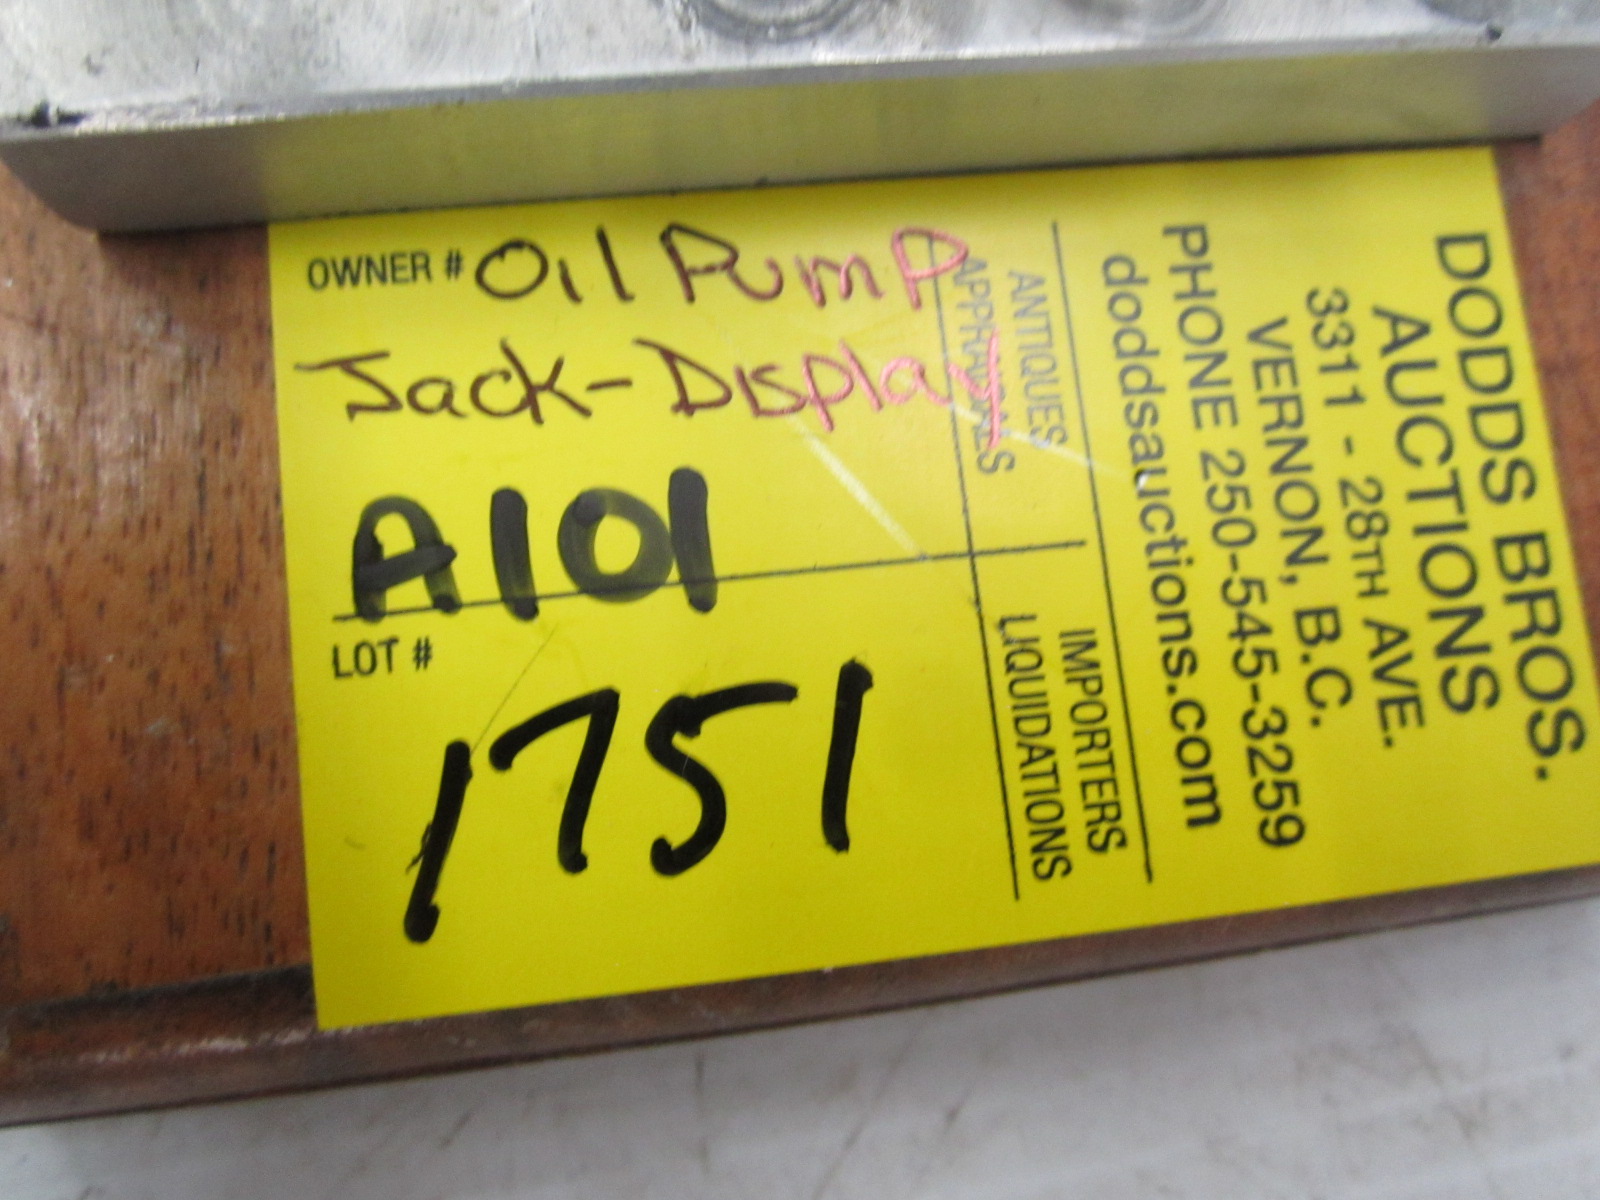 OWNER # Oil Pump
Jack-Display
A101
LOT #
1751
DODDS BROS.
AUCTIONS
3311 - 28TH AVE.
VERNON, B.C.
PHONE 250-545-3259
doddsauctions.com
ANTIQUES
APPRAISALS
IMPORTERS
LIQUIDATIONS